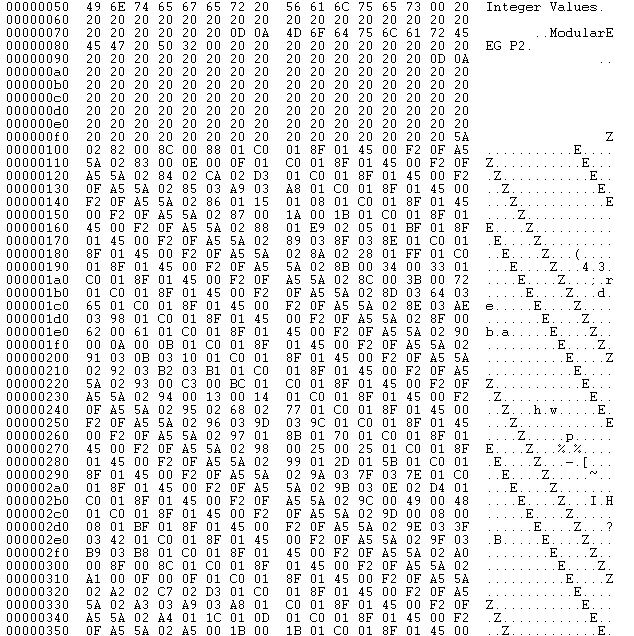 00000050 49 6E 74 65 67 65 72 20 56 61 6C 75 65 73 00 20 Integer Values.
00000060 20 20 20 20 20 20 20 20 20 20 20 20 20 20 20 20
00000070 20 20 20 20 20 20 0D 0A 4D 6F 64 75 6C 61 72 45 ..ModularE
00000080 45 47 20 50 32 00 20 20 20 20 20 20 20 20 20 20 EG P2.
00000090 20 20 20 20 20 20 20 20 20 20 20 20 20 20 0D 0A ..
000000a0 20 20 20 20 20 20 20 20 20 20 20 20 20 20 20 20
000000b0 20 20 20 20 20 20 20 20 20 20 20 20 20 20 20 20
000000c0 20 20 20 20 20 20 20 20 20 20 20 20 20 20 20 20
000000d0 20 20 20 20 20 20 20 20 20 20 20 20 20 20 20 20
000000e0 20 20 20 20 20 20 20 20 20 20 20 20 20 20 20 20
000000f0 20 20 20 20 20 20 20 20 20 20 20 20 20 20 20 5A Z
00000100 02 82 00 8C 00 88 01 C0 01 8F 01 45 00 F2 0F A5 ...........E....
00000110 5A 02 83 00 0E 00 0F 01 C0 01 8F 01 45 00 F2 0F Z...........E...
00000120 A5 5A 02 84 02 CA 02 D3 01 C0 01 8F 01 45 00 F2 .Z...........E..
00000130 0F A5 5A 02 85 03 A9 03 A8 01 C0 01 8F 01 45 00 ..Z...........E.
00000140 F2 0F A5 5A 02 86 01 15 01 08 01 C0 01 8F 01 45 ...Z...........E
00000150 00 F2 0F A5 5A 02 87 00 1A 00 1B 01 C0 01 8F 01 ....Z...........
00000160 45 00 F2 0F A5 5A 02 88 01 E9 02 05 01 BF 01 8F E....Z..........
00000170 01 45 00 F2 0F A5 5A 02 89 03 8F 03 8E 01 C0 01 .E....Z.........
00000180 8F 01 45 00 F2 0F A5 5A 02 8A 02 28 01 FF 01 C0 ..E....Z...(....
00000190 01 8F 01 45 00 F2 0F A5 5A 02 8B 00 34 00 33 01 ...E....Z...4.3.
000001a0 C0 01 8F 01 45 00 F2 0F A5 5A 02 8C 00 3B 00 72 ....E....Z...;.r
000001b0 01 C0 01 8F 01 45 00 F2 0F A5 5A 02 8D 03 64 03 .....E....Z...d.
000001c0 65 01 C0 01 8F 01 45 00 F2 0F A5 5A 02 8E 03 AE e.....E....Z....
000001d0 03 98 01 C0 01 8F 01 45 00 F2 0F A5 5A 02 8F 00 .......E....Z...
000001e0 62 00 61 01 C0 01 8F 01 45 00 F2 0F A5 5A 02 90 b.a.....E....Z..
000001f0 00 0A 00 0B 01 C0 01 8F 01 45 00 F2 0F A5 5A 02 .........E....Z.
00000200 91 03 0B 03 10 01 C0 01 8F 01 45 00 F2 0F A5 5A ..........E....Z
00000210 02 92 03 B2 03 B1 01 C0 01 8F 01 45 00 F2 0F A5 ...........E....
00000220 5A 02 93 00 C3 00 BC 01 C0 01 8F 01 45 00 F2 0F Z...........E...
00000230 A5 5A 02 94 00 13 00 14 01 C0 01 8F 01 45 00 F2 .Z...........E..
00000240 0F A5 5A 02 95 02 68 02 77 01 C0 01 8F 01 45 00 ..Z...h.w.....E.
00000250 F2 0F A5 5A 02 96 03 9D 03 9C 01 C0 01 8F 01 45 ...Z...........E
00000260 00 F2 0F A5 5A 02 97 01 8B 01 70 01 C0 01 8F 01 ....Z.....p.....
00000270 45 00 F2 0F A5 5A 02 98 00 25 00 25 01 C0 01 8F E....Z...%.%....
00000280 01 45 00 F2 0F A5 5A 02 99 01 2D 01 5B 01 C0 01 .E....Z...-.[...
00000290 8F 01 45 00 F2 0F A5 5A 02 9A 03 7F 03 7E 01 C0 ..E....Z.....~..
000002a0 01 8F 01 45 00 F2 0F A5 5A 02 9B 03 0E 02 D4 01 ...E....Z.......
000002b0 C0 01 8F 01 45 00 F2 0F A5 5A 02 9C 00 49 00 48 ....E....Z...I.H
000002c0 01 C0 01 8F 01 45 00 F2 0F A5 5A 02 9D 00 08 00 .....E....Z.....
000002d0 08 01 BF 01 8F 01 45 00 F2 0F A5 5A 02 9E 03 3F ......E....Z...?
000002e0 03 42 01 C0 01 8F 01 45 00 F2 0F A5 5A 02 9F 03 .B.....E....Z...
000002f0 B9 03 B8 01 C0 01 8F 01 45 00 F2 0F A5 5A 02 A0 ........E....Z..
00000300 00 8F 00 8C 01 C0 01 8F 01 45 00 F2 0F A5 5A 02 .........E....Z.
00000310 A1 00 0F 00 0F 01 C0 01 8F 01 45 00 F2 0F A5 5A ..........E....Z
00000320 02 A2 02 C7 02 D3 01 C0 01 8F 01 45 00 F2 0F A5 ...........E....
00000330 5A 02 A3 03 A9 03 A8 01 C0 01 8F 01 45 00 F2 0F Z...........E...
00000340 A5 5A 02 A4 01 1C 01 0D 01 C0 01 8F 01 45 00 F2 .Z...........E..
00000350 0F A5 5A 02 A5 00 1B 00 1B 01 C0 01 8F 01 45 00 ..Z...........E.